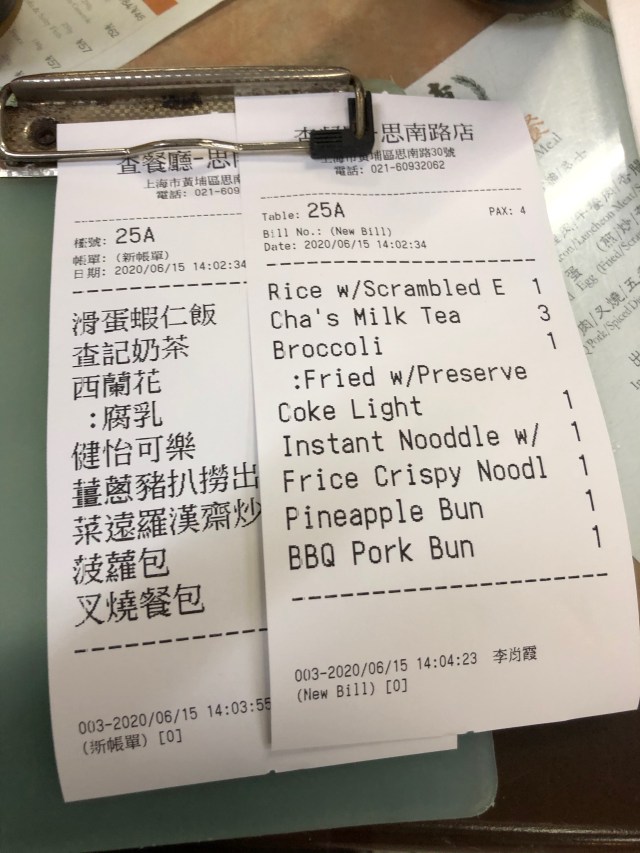 查餐廳-思
上海市黃埔區思南
電話: 021-609
檯號: 25A
帳單: (新帳單)
日期: 2020/06/15 14:02:34
滑蛋蝦仁飯
查記奶茶
西蘭花
:腐乳
健怡可樂
薑蔥豬扒撈出
菜遠羅漢齋炒
菠蘿包
叉燒餐包
003-2020/06/15 14:03:55
(新帳單) [0]
思南路店
上海市黃埔區思南路30號
電話: 021-60932062
Table: 25A PAX: 4
Bill No.: (New Bill)
Date: 2020/06/15 14:02:34
Rice w/Scrambled E 1
Cha's Milk Tea 3
Broccoli 1
:Fried w/Preserve
Coke Light 1
Instant Nooddle w/ 1
Frice Crispy Noodl 1
Pineapple Bun 1
BBQ Pork Bun 1
003-2020/06/15 14:04:23 李尚霞
(New Bill) [0]